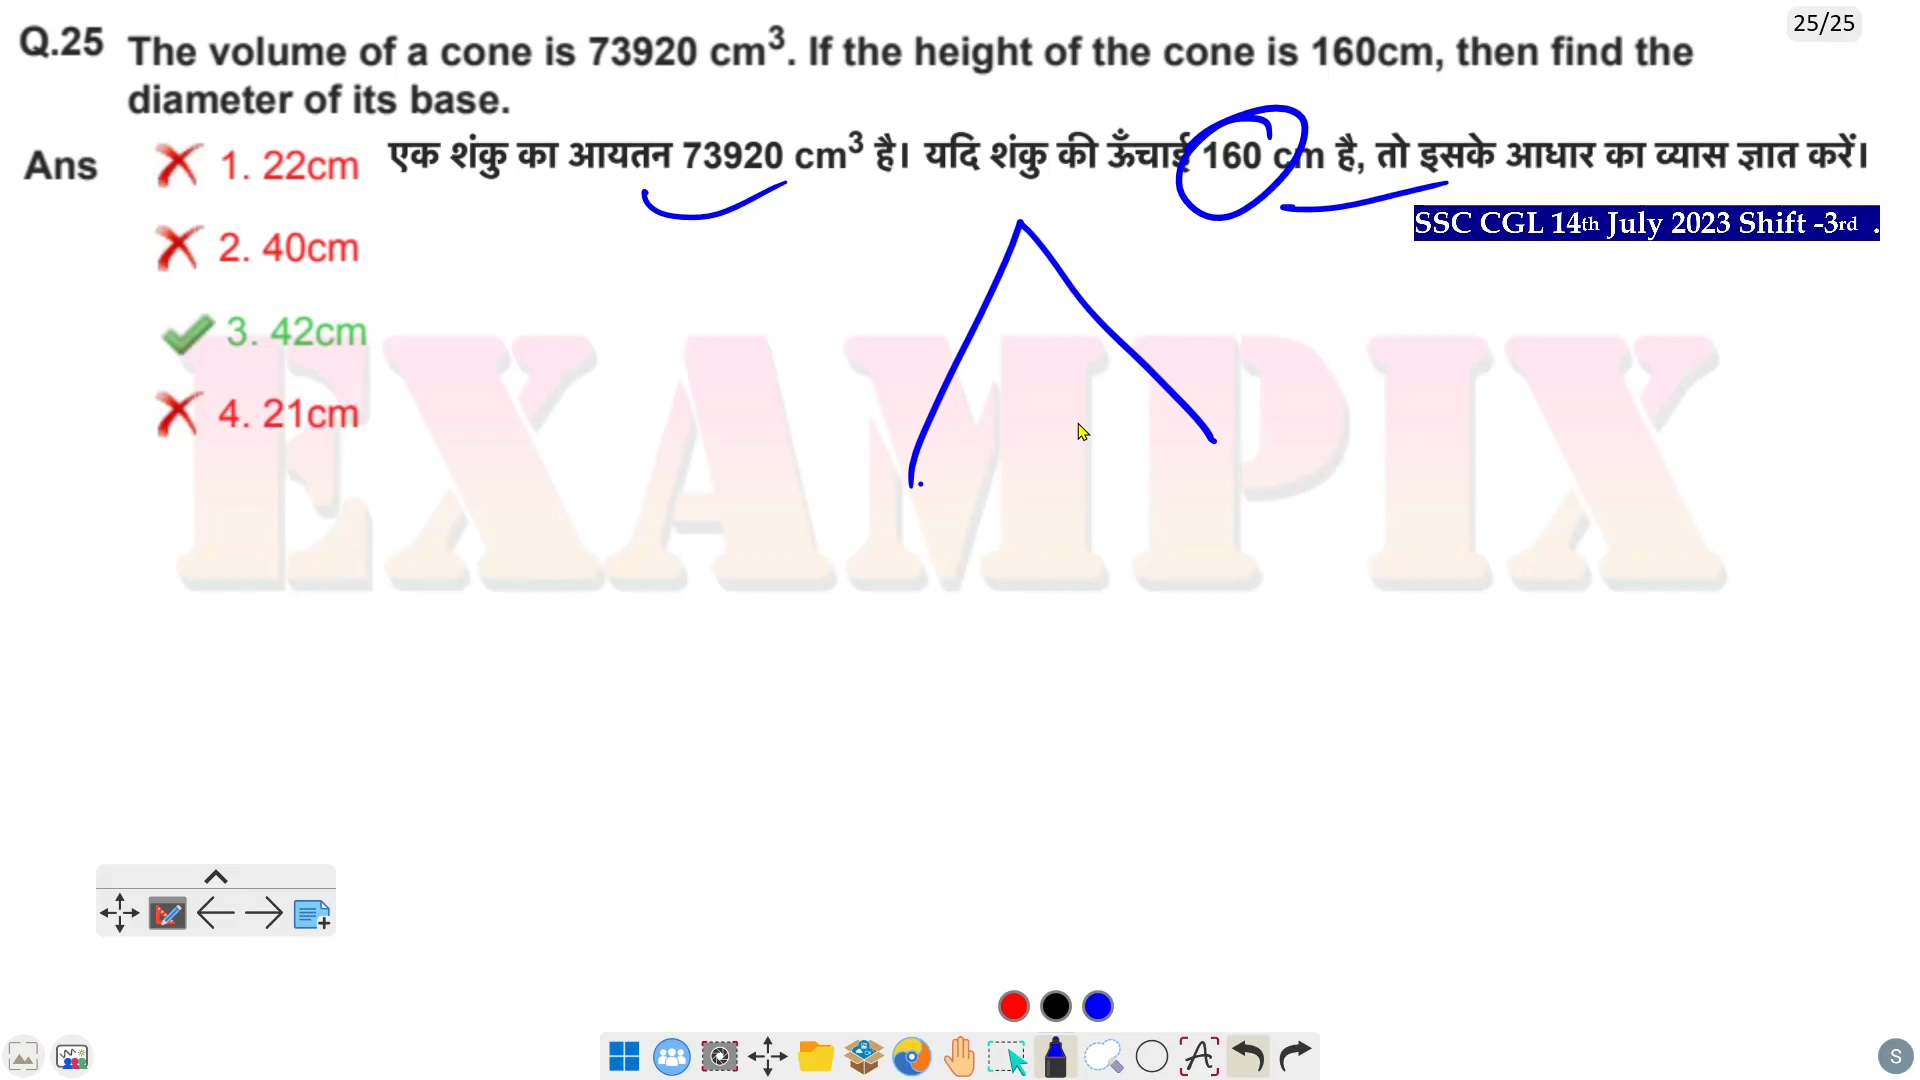 25/25
Q.25 The volume of a cone is 73920 cm³. If the height of the cone is 160cm, then find the
diameter of its base.
एक शंकु का आयतन 73920 cm³ है। यदि शंकु की ऊँचाई 160 cm है, तो इसके आधार का व्यास ज्ञात करें।
Ans 1. 22cm
SSC CGL 14th July 2023 Shift -3rd .
2. 40cm
3. 42cm
4. 21cm
EXAMPIX
S